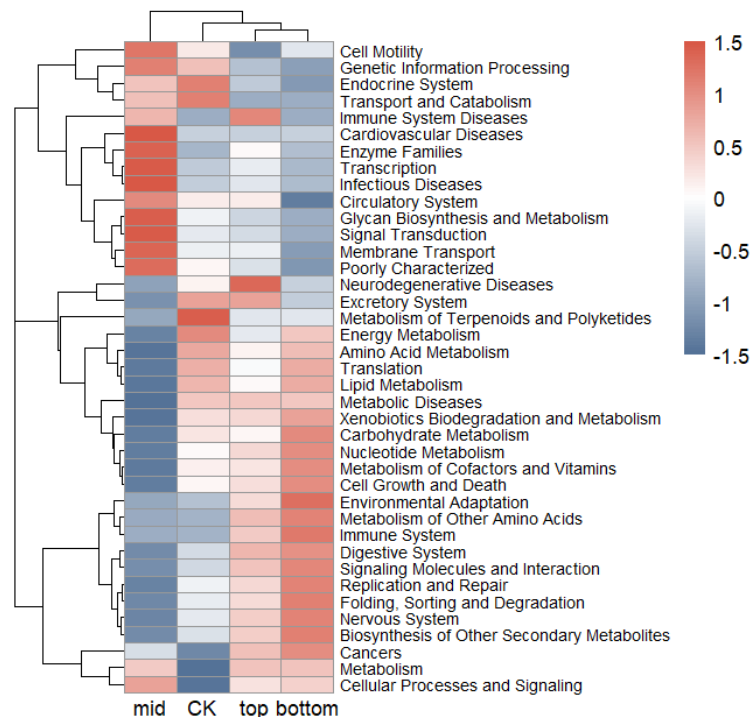 Cell Motility
Genetic Information Processing
Endocrine System
Transport and Catabolism
Immune System Diseases
Cardiovascular Diseases
Enzyme Families
Transcription
Infectious Diseases
Circulatory System
Glycan Biosynthesis and Metabolism
Signal Transduction
Membrane Transport
Poorly Characterized
Neurodegenerative Diseases
Excretory System
Metabolism of Terpenoids and Polyketides
Energy Metabolism
Amino Acid Metabolism
Translation
Lipid Metabolism
Metabolic Diseases
Xenobiotics Biodegradation and Metabolism
Carbohydrate Metabolism
Nucleotide Metabolism
Metabolism of Cofactors and Vitamins
Cell Growth and Death
Environmental Adaptation
Metabolism of Other Amino Acids
Immune System
Digestive System
Signaling Molecules and Interaction
Replication and Repair
Folding, Sorting and Degradation
Nervous System
Biosynthesis of Other Secondary Metabolites
Cancers
Metabolism
Cellular Processes and Signaling
mid CK top bottom
1.5
1
0.5
0
-0.5
-1
-1.5